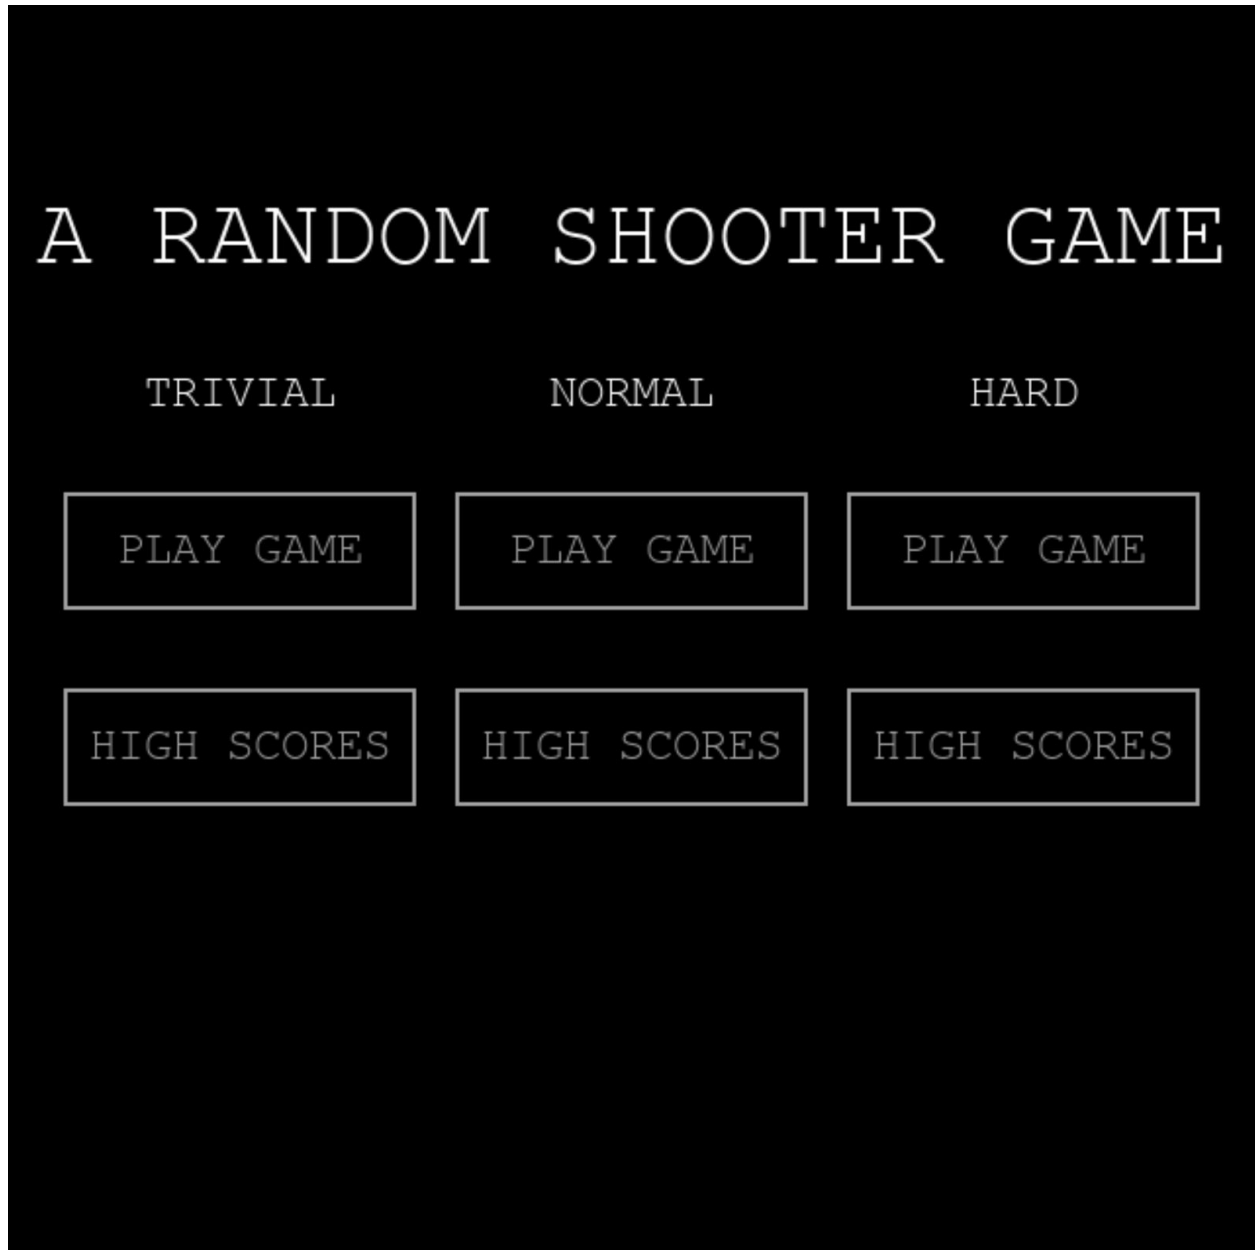 A RANDOM SHOOTER GAME
TRIVIAL NORMAL HARD
PLAY GAME PLAY GAME PLAY GAME
HIGH SCORES HIGH SCORES HIGH SCORES